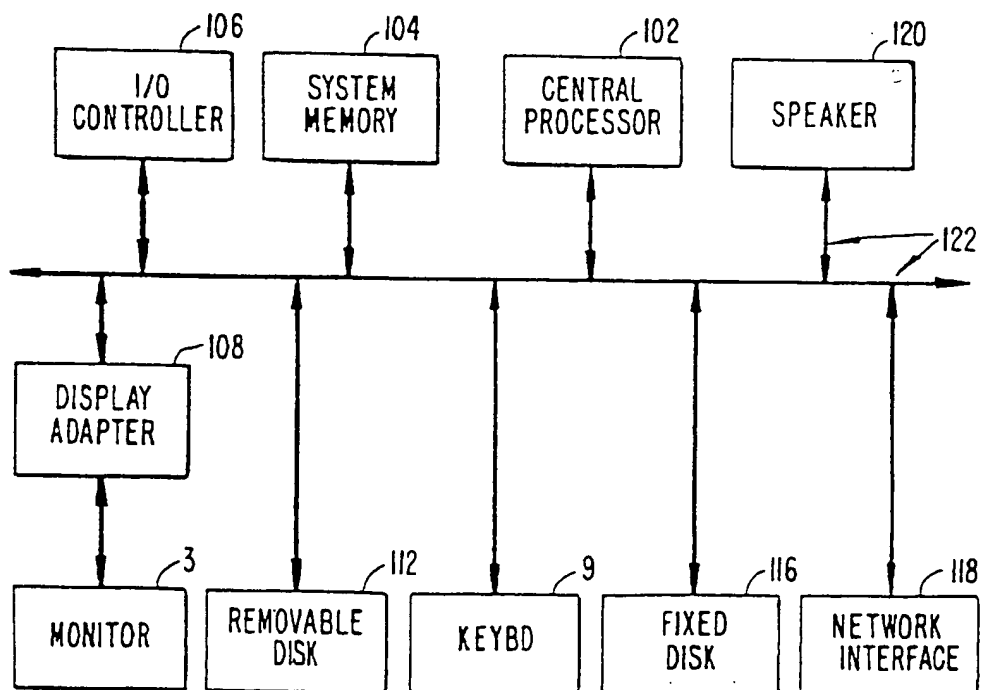 106
104
102
120
I/O
CONTROLLER
SYSTEM
MEMORY
CENTRAL
PROCESSOR
SPEAKER
122
108
DISPLAY
ADAPTER
3
112
9
116
118
MONITOR
REMOVABLE
DISK
KEYBD
FIXED
DISK
NETWORK
INTERFACE